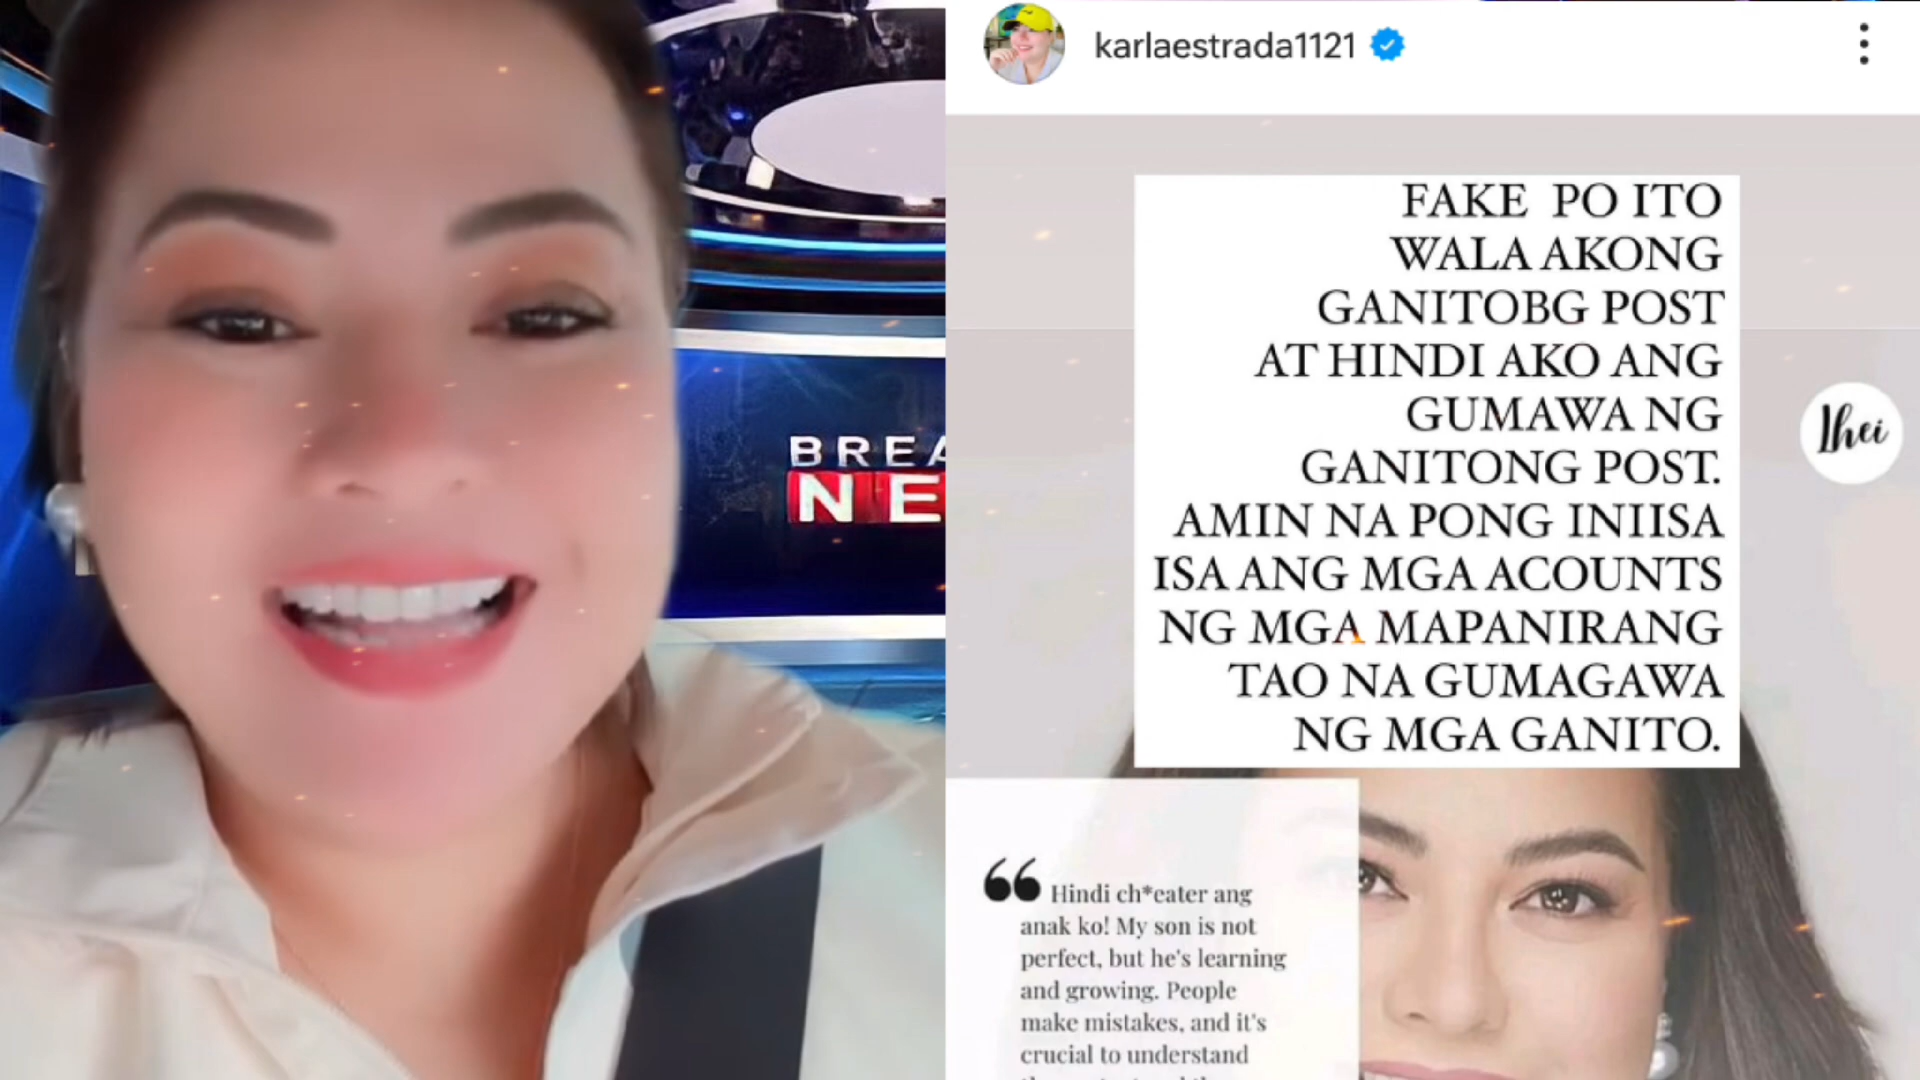 BREA
NE
karlaestrada1121
FAKE PO ITO
WALA AKONG
GANITOBG POST
AT HINDI AKO ANG
GUMAWA NG
GANITONG POST.
AMIN NA PONG INIISA
ISA ANG MGA ACOUNTS
NG MGA MAPANIRANG
TAO NA GUMAGAWA
NG MGA GANITO.
Jhei
“ Hindi ch*eater ang
anak ko! My son is not
perfect, but he's learning
and growing. People
make mistakes, and it's
crucial to understand